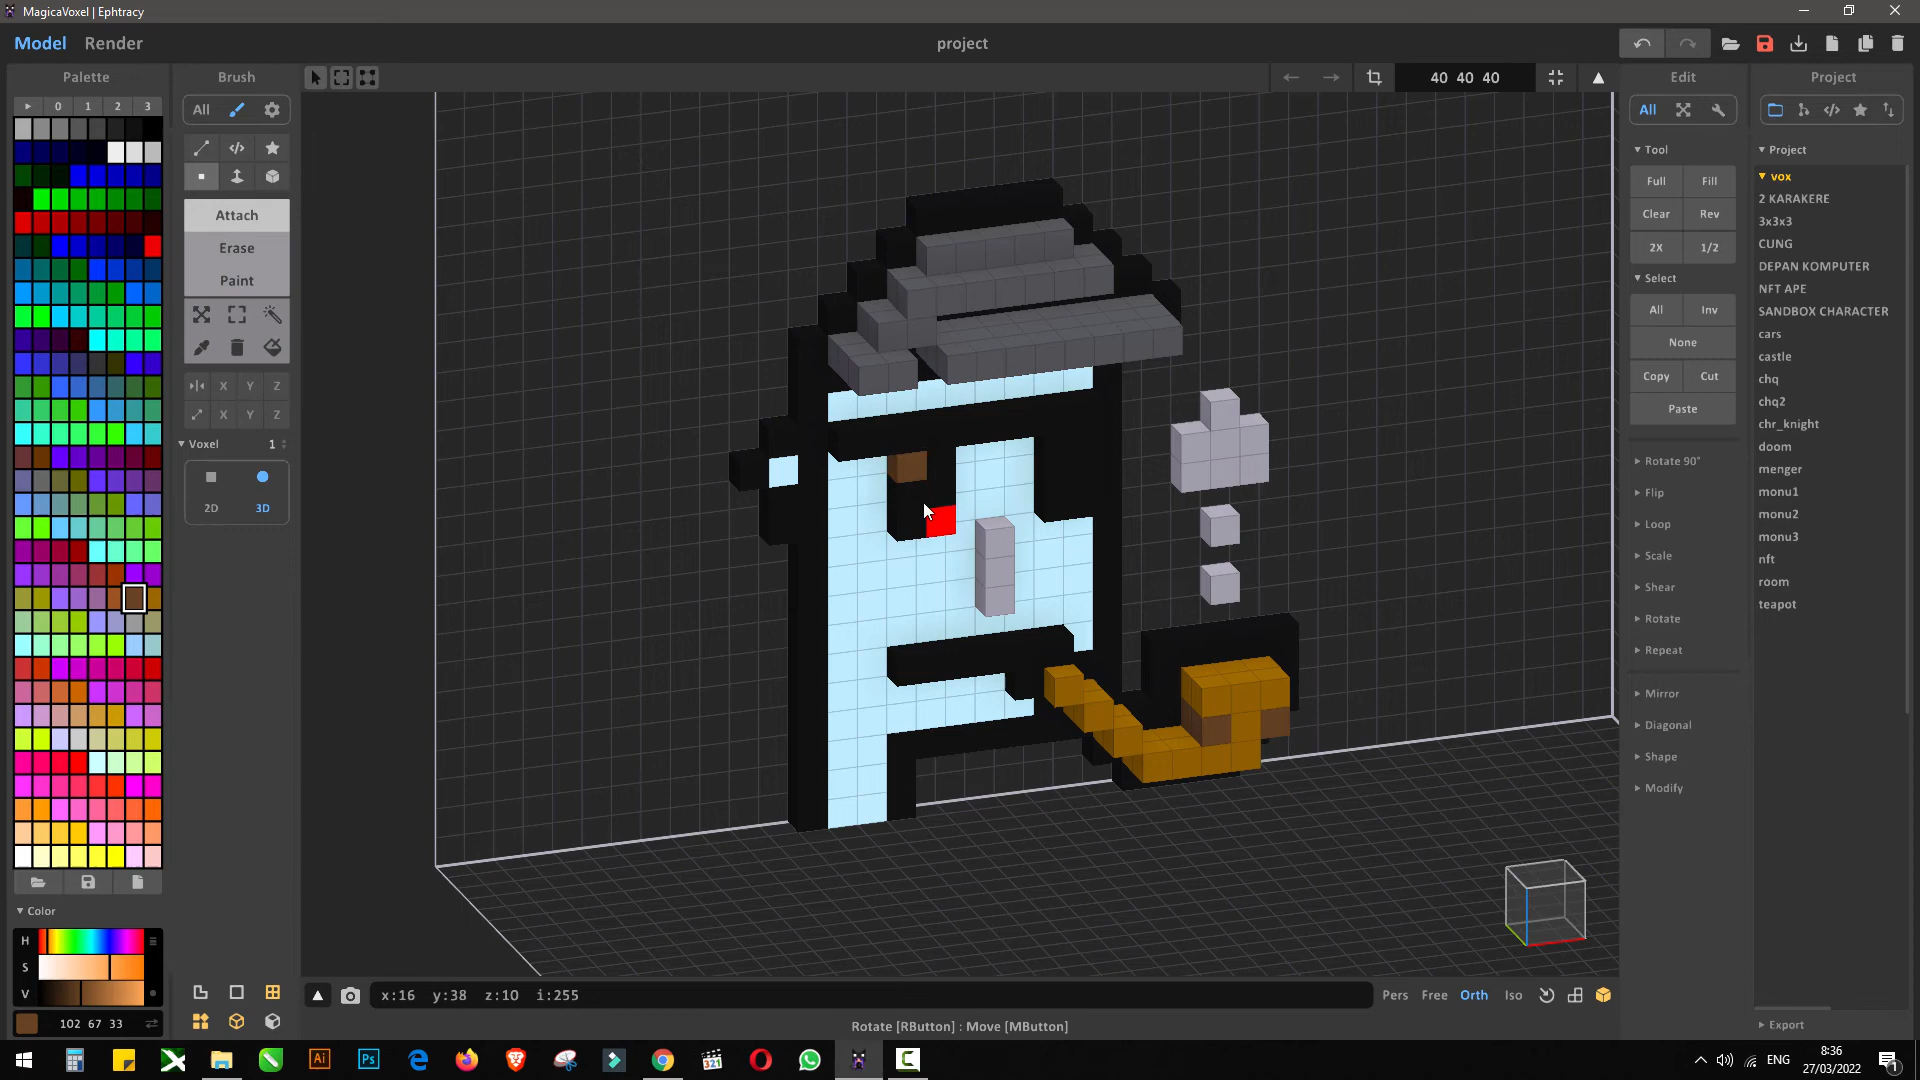 MagicaVoxel | Ephtracy
Model Render
project
40 40 40
Palette
Brush
Edit
Project
0 1 2 3
All
All
Tool
Full Fill
Clear Rev
2X 1/2
Select
All Inv
None
Copy Cut
Paste
Rotate 90°
Flip
Loop
Scale
Shear
Rotate
Repeat
Mirror
Diagonal
Shape
Modify
Project
vox
2 KARAKERE
3x3x3
CUNG
DEPAN KOMPUTER
NFT APE
SANDBOX CHARACTER
cars
castle
chq
chq2
chr_knight
doom
menger
monu1
monu2
monu3
nft
room
teapot
Export
Attach
Erase
Paint
X Y Z
X Y Z
Voxel 1
2D 3D
Color
H
S
V
102 67 33
x:16 y:38 z:10 i:255
Pers Free Orth Iso
Rotate [RButton] : Move [MButton]
Ai
Ps
321
ENG
8:36
27/03/2022
1